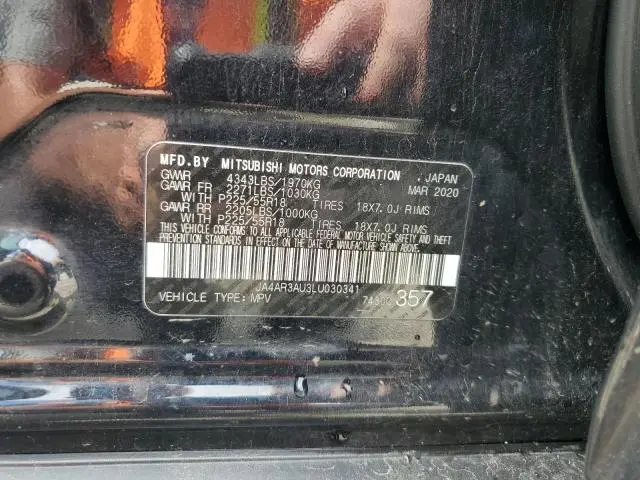 MFD.BY MITSUBISHI MOTORS CORPORATION , JAPAN
GVWR 4343LBS/1970KG MAR 2020
GAWR FR 2271LBS/1030KG
WITH P225/55R18 TIRES 18X7.0J RIMS
GAWR RR 2205LBS/1000KG
WITH P225/55R18 TIRES 18X7.0J RIMS
THIS VEHICLE CONFORMS TO ALL APPLICABLE FEDERAL MOTOR VEHICLE SAFETY AND THEFT
PREVENTION STANDARDS IN EFFECT ON THE DATE OF MANUFACTURE SHOWN ABOVE.
JA4AR3AU3LU030341
VEHICLE TYPE: MPV 357